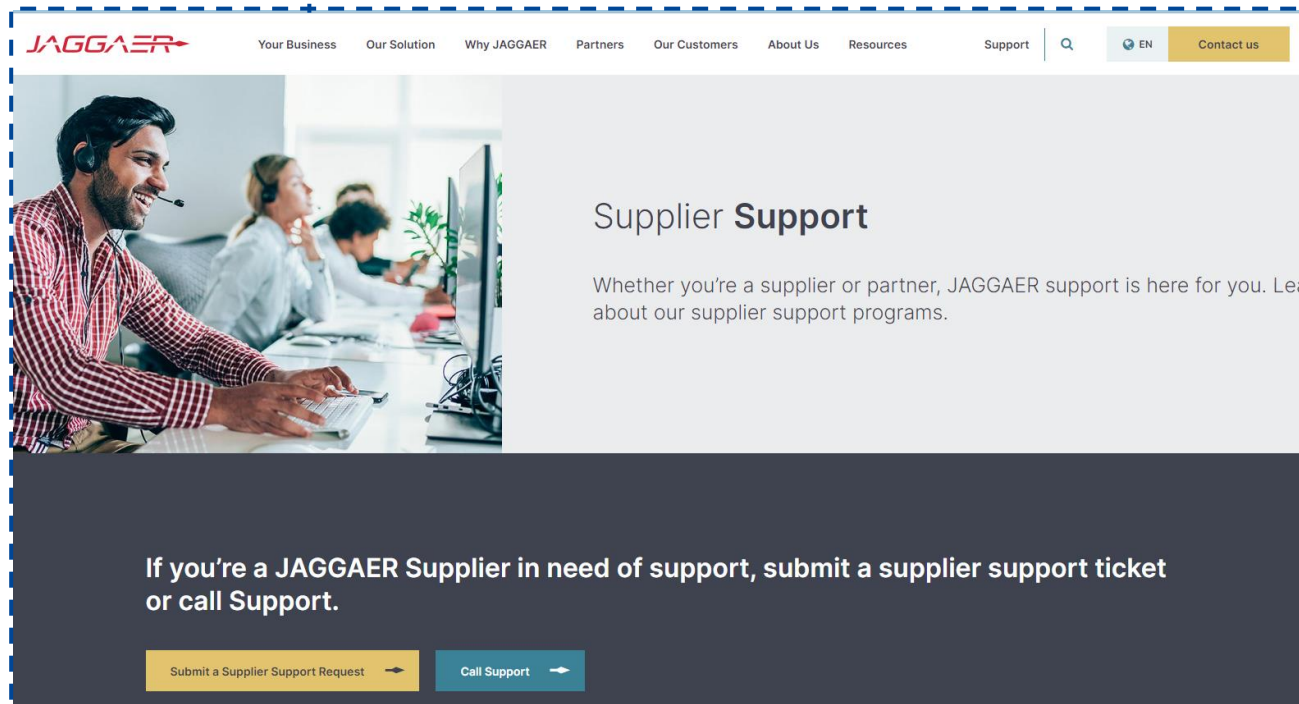 JAGGAER
Your Business
Our Solution
Why JAGGAER
Partners
Our Customers
About Us
Resources
Support
EN
Contact us
Supplier Support
Whether you're a supplier or partner, JAGGAER support is here for you. Lea
about our supplier support programs.
If you're a JAGGAER Supplier in need of support, submit a supplier support ticket
or call Support.
Submit a Supplier Support Request
Call Support